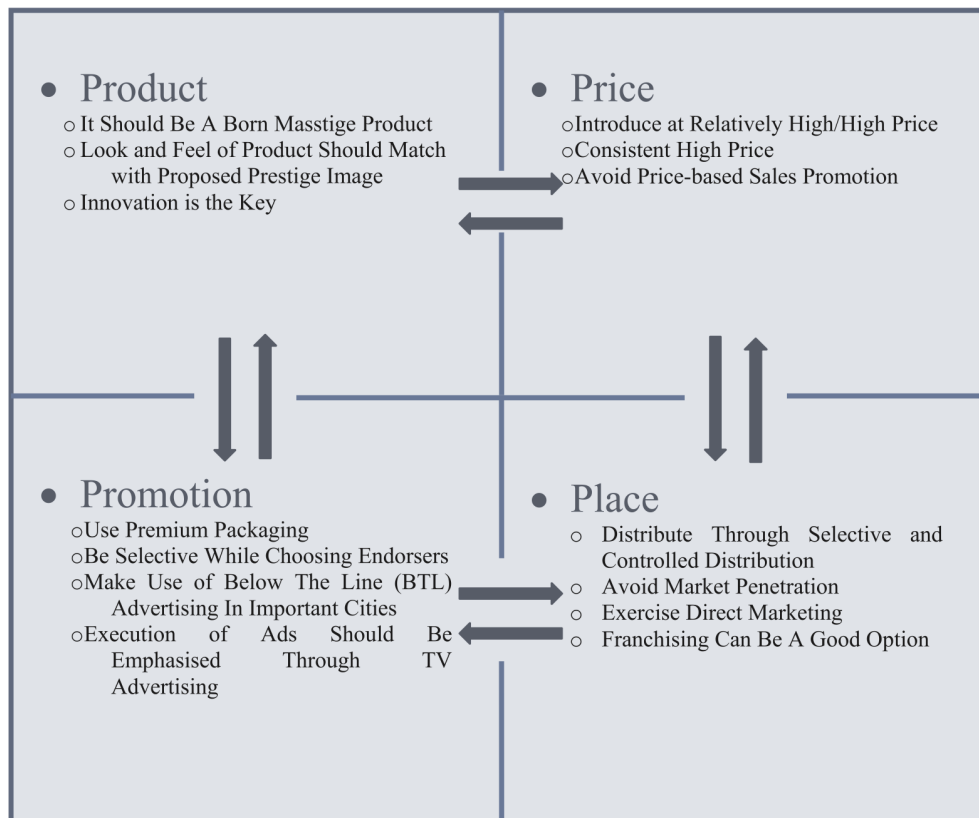 • Product
o It Should Be A Born Masstige Product
o Look and Feel of Product Should Match
with Proposed Prestige Image
o Innovation is the Key
• Price
o Introduce at Relatively High/High Price
o Consistent High Price
o Avoid Price-based Sales Promotion
• Promotion
o Use Premium Packaging
o Be Selective While Choosing Endorsers
o Make Use of Below The Line (BTL)
Advertising In Important Cities
o Execution of Ads Should Be
Emphasised Through TV
Advertising
• Place
o Distribute Through Selective and
Controlled Distribution
o Avoid Market Penetration
o Exercise Direct Marketing
o Franchising Can Be A Good Option